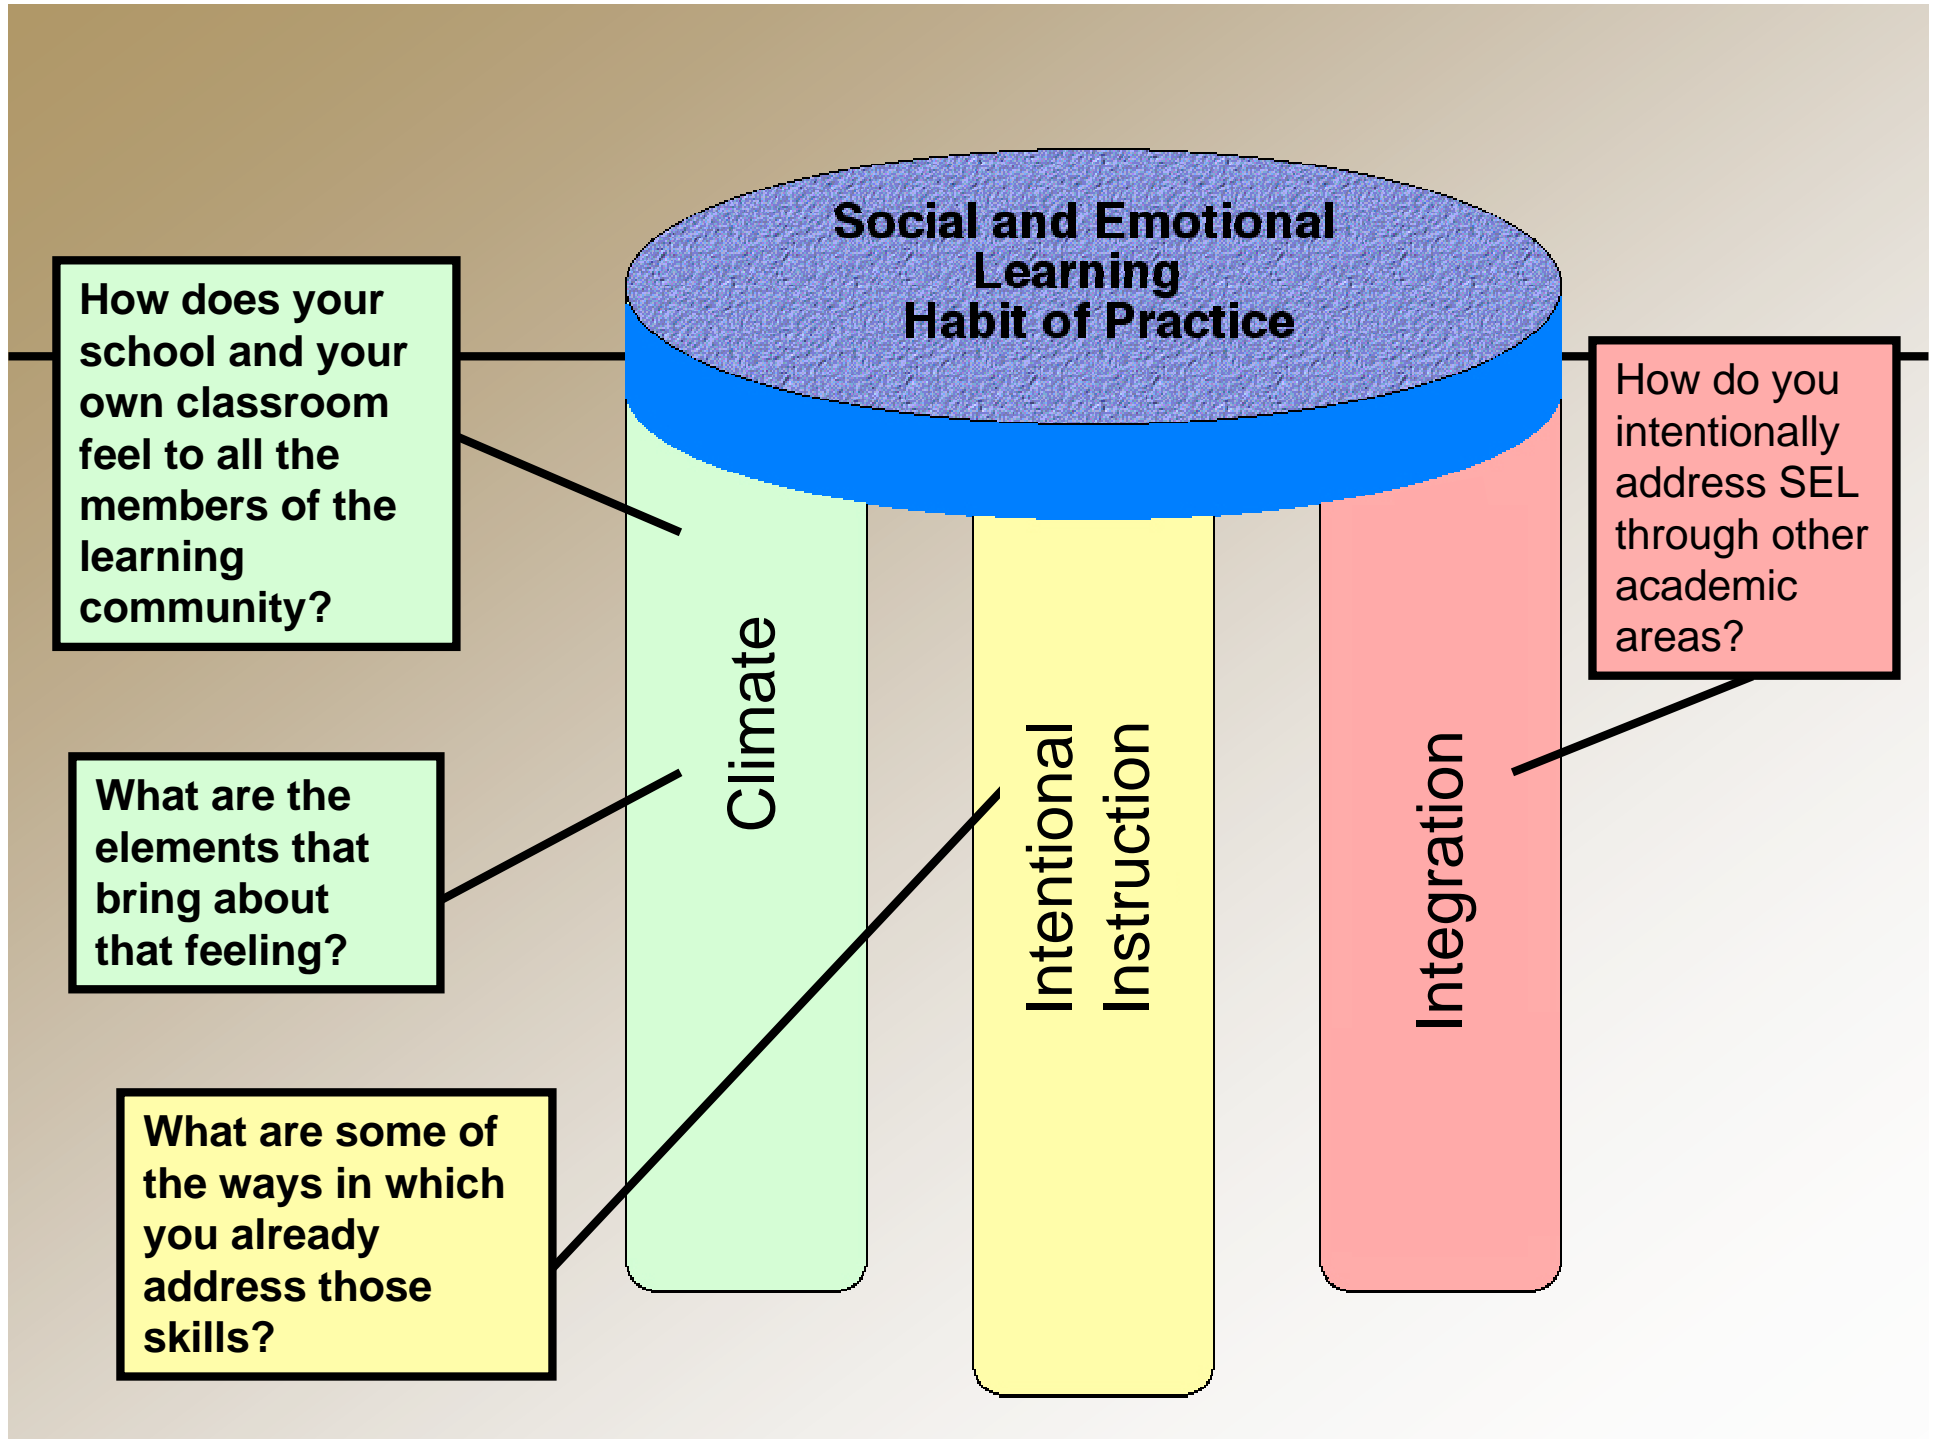 Social and Emotional
Learning
Habit of Practice
How does your
school and your
own classroom
feel to all the
members of the
learning
community?
What are the
elements that
bring about
that feeling?
What are some of
the ways in which
you already
address those
skills?
Climate
Intentional
Instruction
Integration
How do you
intentionally
address SEL
through other
academic
areas?